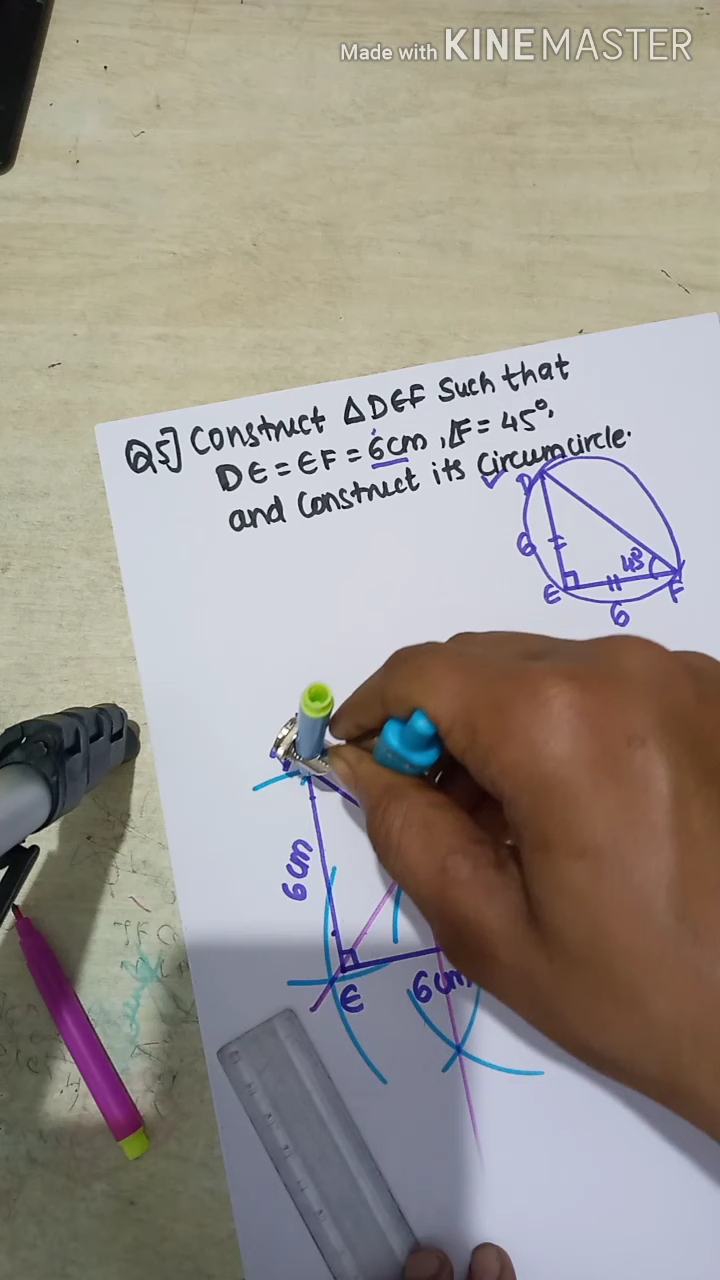 Made with KINEMASTER
Q5] Construct △DEF Such that
DE = EF = 6cm, ∠F = 45°.
and construct its circumcircle.
D
6
45
E
F
6
6cm
E
6cm